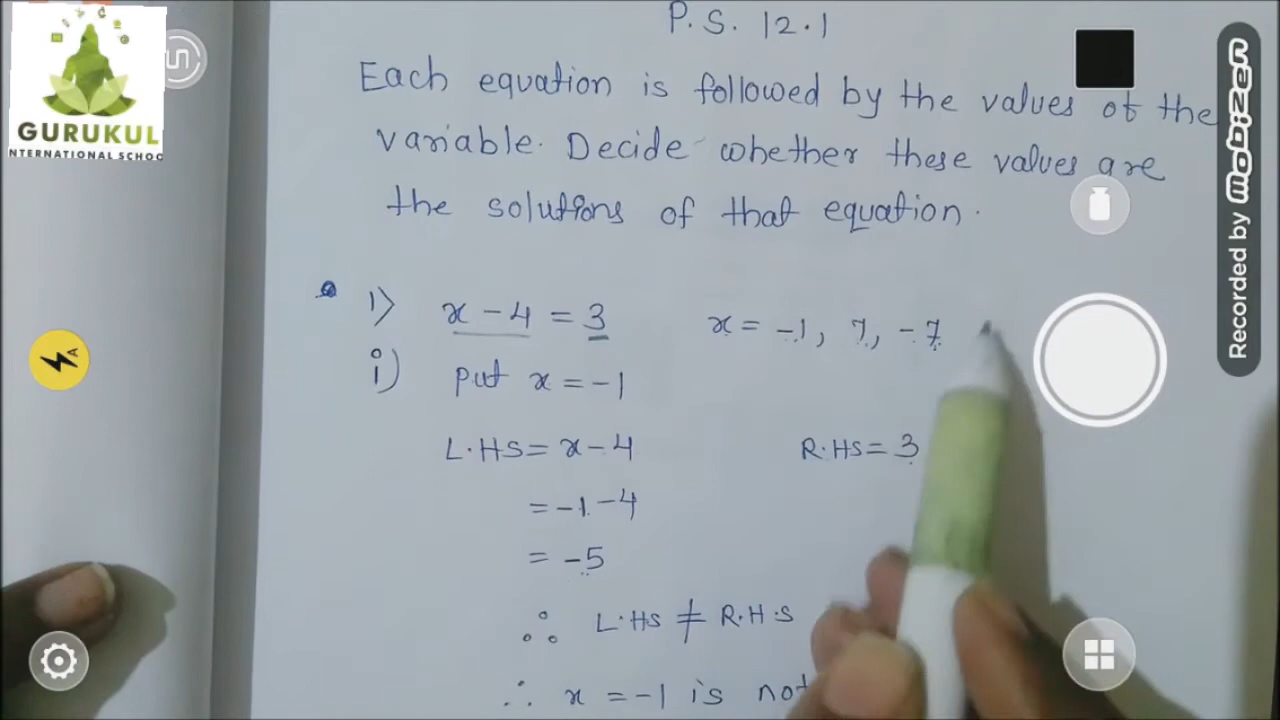 P. S. 12.1
Each equation is followed by the values of the
variable. Decide whether these values are
the solutions of that equation.
1) x - 4 = 3 x = -1, 7, -7
i) put x = -1
L.HS = x - 4 R.HS = 3
= -1 - 4
= -5
∴ L.HS ≠ R.H.S
∴ x = -1 is not
GURUKUL
NTERNATIONAL SCHOO
Recorded by mobizen